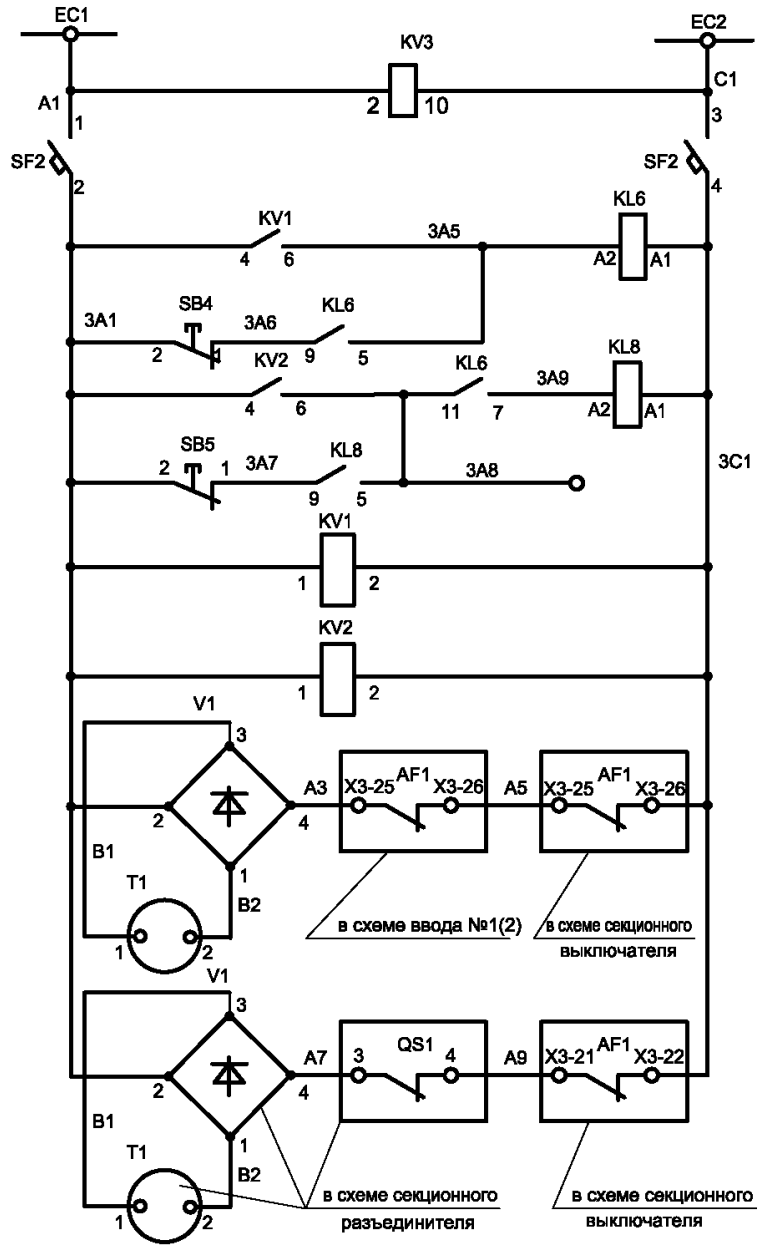 EC1
EC2
KV3
A1
2 10
C1
1
3
SF2
SF2
2
4
KV1
3A5
KL6
4 6
A2 A1
SB4
3A1
3A6
KL6
2 1
9 5
KV2
KL6
KL8
4 6
11 7
3A9
A2 A1
SB5
2 1
3A7
KL8
3A8
3C1
9 5
KV1
1 2
KV2
1 2
V1
3
A3
X3-25 AF1 X3-26
A5
X3-25 AF1 X3-26
2
4
B1
1
T1
B2
1 2
в схеме ввода №1(2)
в схеме секционного
выключателя
V1
3
A7
3 QS1 4
A9
X3-21 AF1 X3-22
2
4
B1
1
T1
B2
1 2
в схеме секционного
разъединителя
в схеме секционного
выключателя